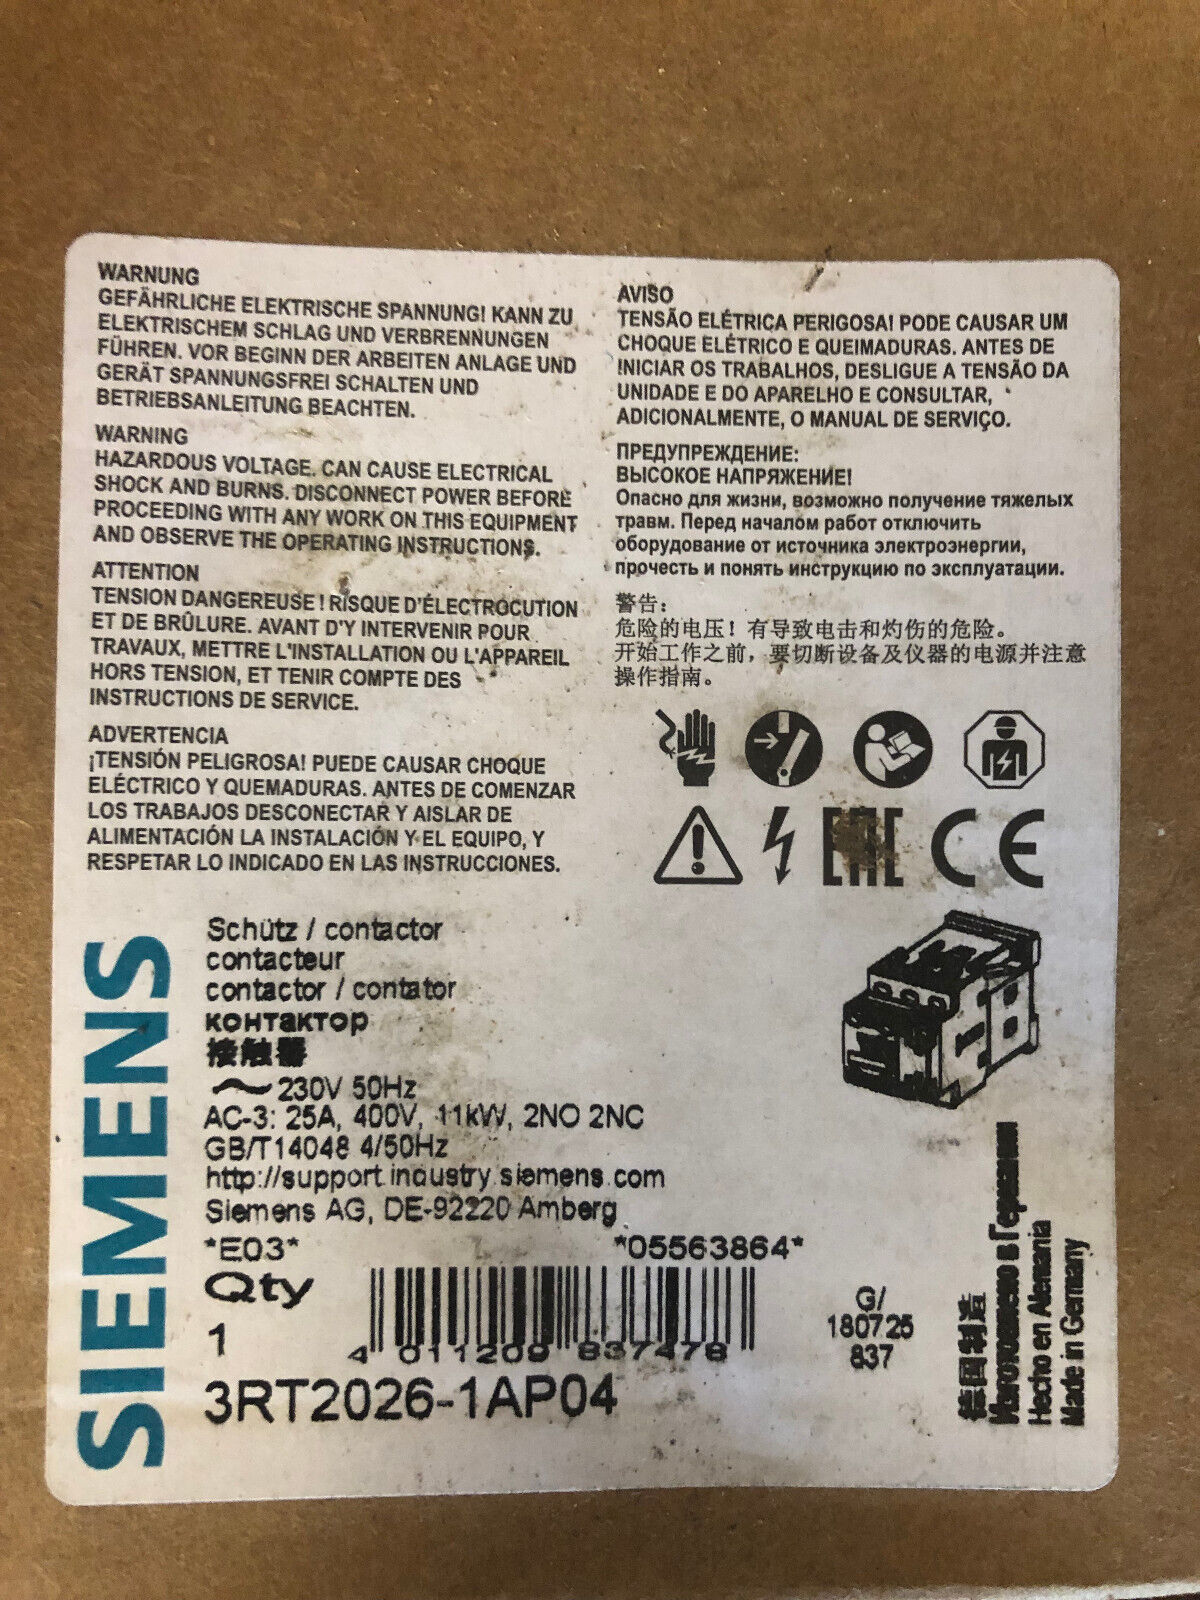 WARNUNG
GEFÄHRLICHE ELEKTRISCHE SPANNUNG! KANN ZU
ELEKTRISCHEM SCHLAG UND VERBRENNUNGEN
FÜHREN. VOR BEGINN DER ARBEITEN ANLAGE UND
GERÄT SPANNUNGSFREI SCHALTEN UND
BETRIEBSANLEITUNG BEACHTEN.
WARNING
HAZARDOUS VOLTAGE. CAN CAUSE ELECTRICAL
SHOCK AND BURNS. DISCONNECT POWER BEFORE
PROCEEDING WITH ANY WORK ON THIS EQUIPMENT
AND OBSERVE THE OPERATING INSTRUCTIONS.
ATTENTION
TENSION DANGEREUSE ! RISQUE D'ÉLECTROCUTION
ET DE BRÛLURE. AVANT D'Y INTERVENIR POUR
TRAVAUX, METTRE L'INSTALLATION OU L'APPAREIL
HORS TENSION, ET TENIR COMPTE DES
INSTRUCTIONS DE SERVICE.
ADVERTENCIA
¡TENSIÓN PELIGROSA! PUEDE CAUSAR CHOQUE
ELÉCTRICO Y QUEMADURAS. ANTES DE COMENZAR
LOS TRABAJOS DESCONECTAR Y AISLAR DE
ALIMENTACIÓN LA INSTALACIÓN Y EL EQUIPO, Y
RESPETAR LO INDICADO EN LAS INSTRUCCIONES.
AVISO
TENSÃO ELÉTRICA PERIGOSA! PODE CAUSAR UM
CHOQUE ELÉTRICO E QUEIMADURAS. ANTES DE
INICIAR OS TRABALHOS, DESLIGUE A TENSÃO DA
UNIDADE E DO APARELHO E CONSULTAR,
ADICIONALMENTE, O MANUAL DE SERVIÇO.
ПРЕДУПРЕЖДЕНИЕ:
ВЫСОКОЕ НАПРЯЖЕНИЕ!
Опасно для жизни, возможно получение тяжелых
травм. Перед началом работ отключить
оборудование от источника электроэнергии,
прочесть и понять инструкцию по эксплуатации.
警告：
危险的电压！有导致电击和灼伤的危险。
开始工作之前，要切断设备及仪器的电源并注意
操作指南。
EAC CE
SIEMENS
Schütz / contactor
contacteur
contactor / contator
контактор
接触器
~ 230V 50Hz
AC-3: 25A, 400V, 11kW, 2NO 2NC
GB/T14048 4/50Hz
http://support.industry.siemens.com
Siemens AG, DE-92220 Amberg
*E03* *05563864*
Qty
1
4 011209 837478
3RT2026-1AP04
G/
180725
837
德国制造
Изготовлено в Германии
Hecho en Alemania
Made in Germany